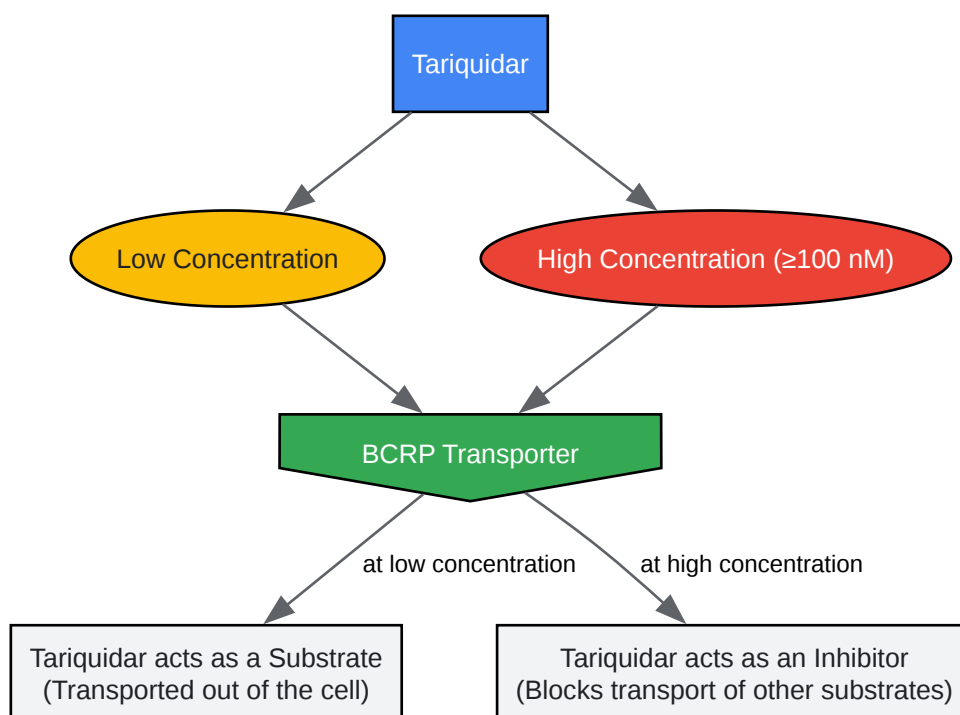 Tariquidar
Low Concentration
High Concentration (≥100 nM)
BCRP Transporter
at low concentration
at high concentration
Tariquidar acts as a Substrate
(Transported out of the cell)
Tariquidar acts as an Inhibitor
(Blocks transport of other substrates)